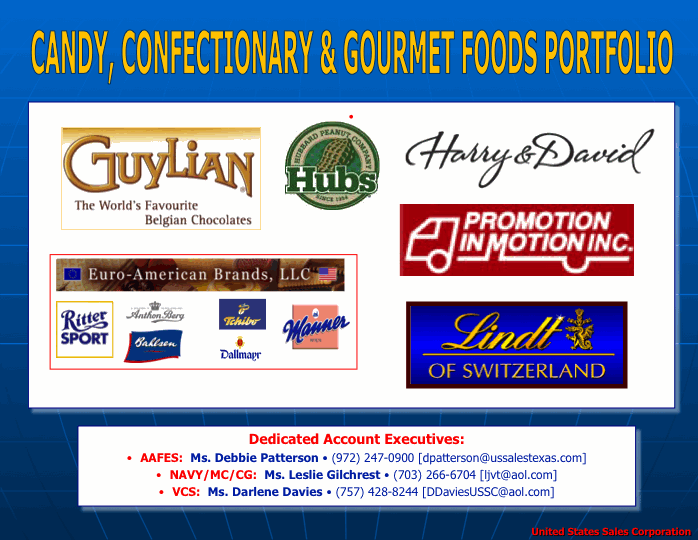 CANDY, CONFECTIONARY & GOURMET FOODS PORTFOLIO
GUYLIAN
The World's Favourite
Belgian Chocolates
HUBBARD PEANUT COMPANY
Hubs
SINCE 1954
Harry & David
PROMOTION
IN MOTION INC.
Euro-American Brands, LLC
Ritter
SPORT
Anthon Berg
Bahlsen
Tchibo
Dallmayr
Manner
WIEN
Lindt
OF SWITZERLAND
Dedicated Account Executives:
• AAFES: Ms. Debbie Patterson • (972) 247-0900 [dpatterson@ussalestexas.com]
• NAVY/MC/CG: Ms. Leslie Gilchrest • (703) 266-6704 [ljvt@aol.com]
• VCS: Ms. Darlene Davies • (757) 428-8244 [DDaviesUSSC@aol.com]
United States Sales Corporation